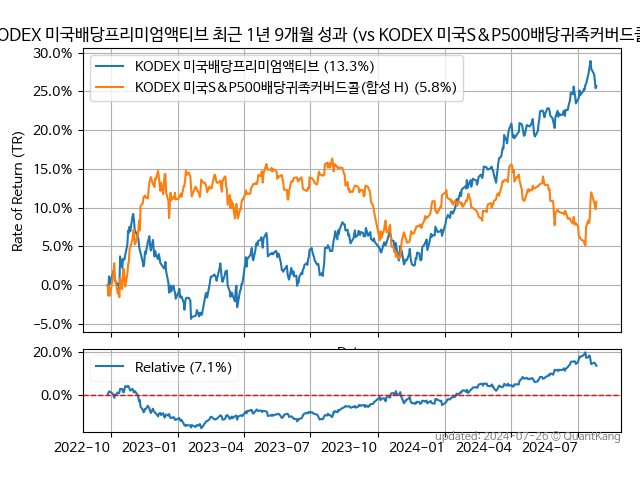 ODEX 미국배당프리미엄액티브 최근 1년 9개월 성과 (vs KODEX 미국S&P500배당귀족커버드콜
30.0%
25.0%
20.0%
15.0%
10.0%
5.0%
0.0%
−5.0%
Rate of Return (TR)
KODEX 미국배당프리미엄액티브 (13.3%)
KODEX 미국S&P500배당귀족커버드콜(합성 H) (5.8%)
20.0%
0.0%
Relative (7.1%)
2022-10 2023-01 2023-04 2023-07 2023-10 2024-01 2024-04 2024-07
updated: 2024-07-26 © QuantKang